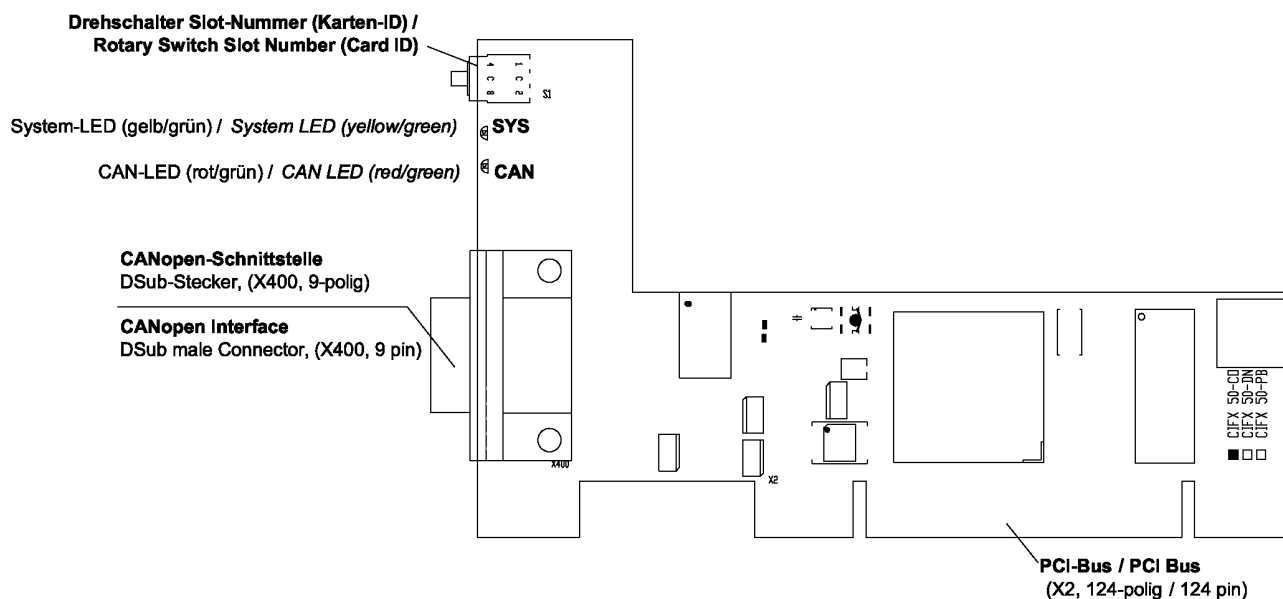 Drehschalter Slot-Nummer (Karten-ID) /
Rotary Switch Slot Number (Card ID)
S1
System-LED (gelb/grün) / System LED (yellow/green) SYS
CAN-LED (rot/grün) / CAN LED (red/green) CAN
CANopen-Schnittstelle
DSub-Stecker, (X400, 9-polig)
CANopen Interface
DSub male Connector, (X400, 9 pin)
X400
X2
CIFX 50-CO
CIFX 50-DN
CIFX 50-PB
PCI-Bus / PCI Bus
(X2, 124-polig / 124 pin)